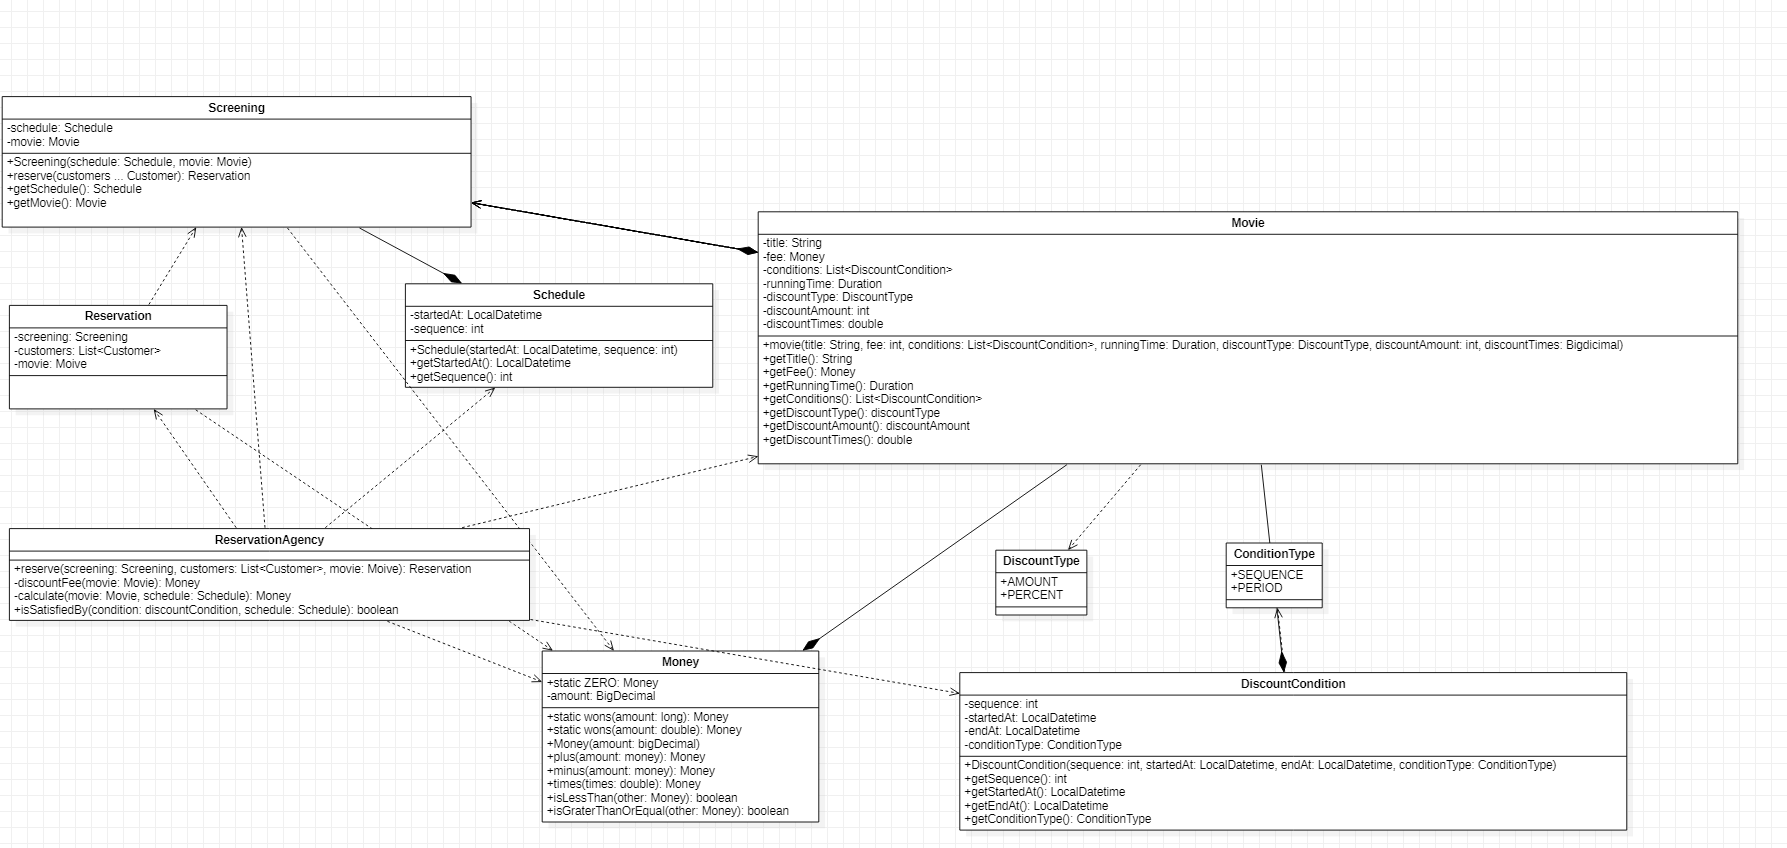 Screening
-schedule: Schedule
-movie: Movie
+Screening(schedule: Schedule, movie: Movie)
+reserve(customers ... Customer): Reservation
+getSchedule(): Schedule
+getMovie(): Movie
Movie
-title: String
-fee: Money
-conditions: List<DiscountCondition>
-runningTime: Duration
-discountType: DiscountType
-discountAmount: int
-discountTimes: double
+movie(title: String, fee: int, conditions: List<DiscountCondition>, runningTime: Duration, discountType: DiscountType, discountAmount: int, discountTimes: Bigdicimal)
+getTitle(): String
+getFee(): Money
+getRunningTime(): Duration
+getConditions(): List<DiscountCondition>
+getDiscountType(): discountType
+getDiscountAmount(): discountAmount
+getDiscountTimes(): double
Schedule
-startedAt: LocalDatetime
-sequence: int
+Schedule(startedAt: LocalDatetime, sequence: int)
+getStartedAt(): LocalDatetime
+getSequence(): int
Reservation
-screening: Screening
-customers: List<Customer>
-movie: Moive
ReservationAgency
+reserve(screening: Screening, customers: List<Customer>, movie: Moive): Reservation
-discountFee(movie: Movie): Money
-calculate(movie: Movie, schedule: Schedule): Money
+isSatisfiedBy(condition: discountCondition, schedule: Schedule): boolean
DiscountType
+AMOUNT
+PERCENT
ConditionType
+SEQUENCE
+PERIOD
Money
+static ZERO: Money
-amount: BigDecimal
+static wons(amount: long): Money
+static wons(amount: double): Money
+Money(amount: bigDecimal)
+plus(amount: money): Money
+minus(amount: money): Money
+times(times: double): Money
+isLessThan(other: Money): boolean
+isGraterThanOrEqual(other: Money): boolean
DiscountCondition
-sequence: int
-startedAt: LocalDatetime
-endAt: LocalDatetime
-conditionType: ConditionType
+DiscountCondition(sequence: int, startedAt: LocalDatetime, endAt: LocalDatetime, conditionType: ConditionType)
+getSequence(): int
+getStartedAt(): LocalDatetime
+getEndAt(): LocalDatetime
+getConditionType(): ConditionType